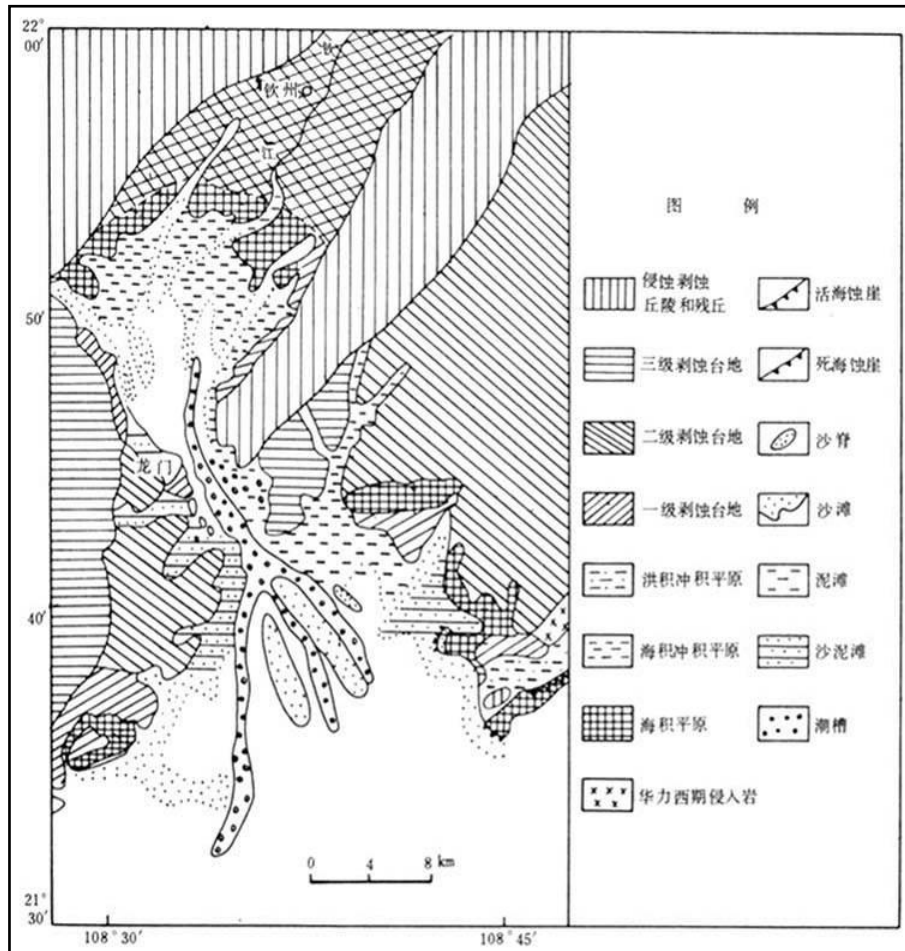 22°
00′
钦
钦州
江
50′
龙门
40′
21°
30′
108°30′
108°45′
0 4 8 km
图 例
侵蚀剥蚀
丘陵和残丘
活海蚀崖
三级剥蚀台地
死海蚀崖
二级剥蚀台地
沙脊
一级剥蚀台地
沙滩
洪积冲积平原
泥滩
海积冲积平原
沙泥滩
海积平原
潮槽
华力西期侵入岩